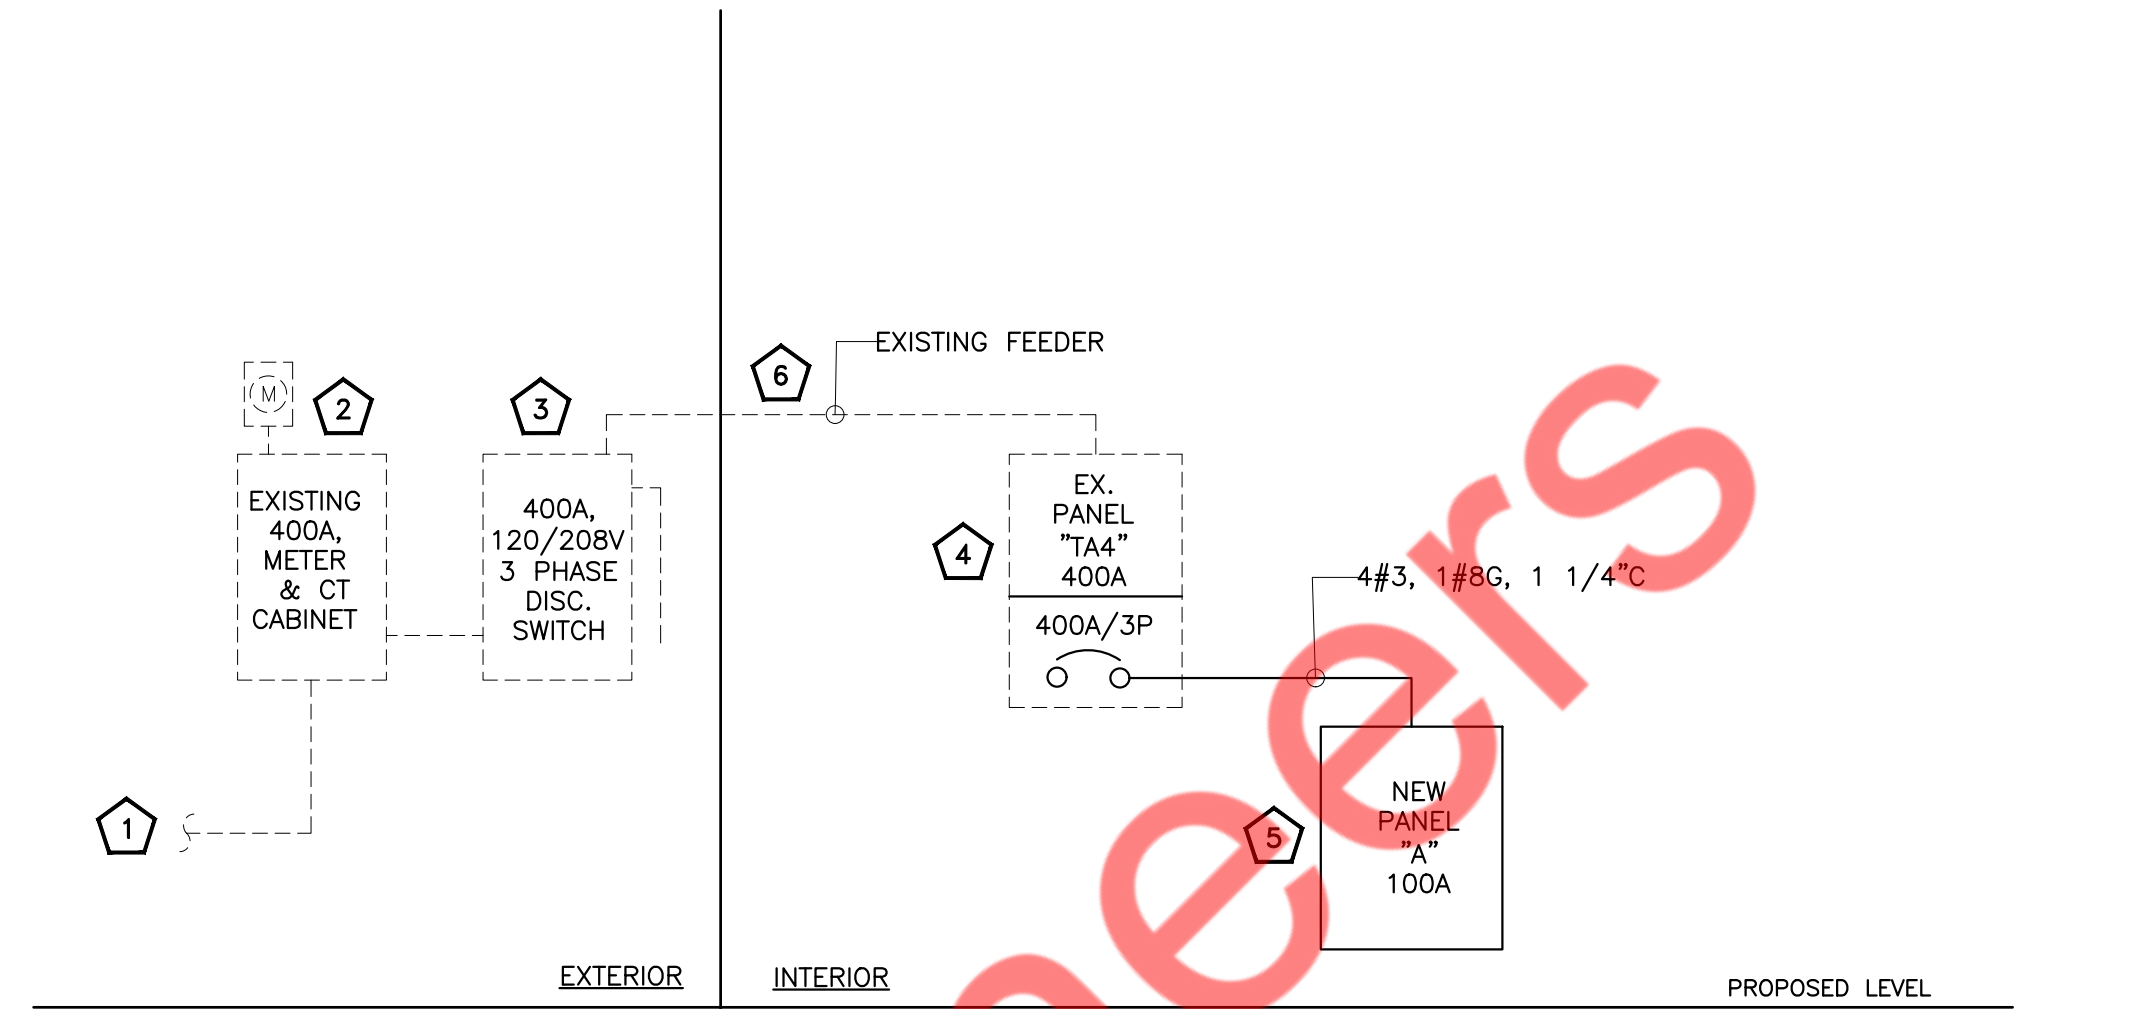 EXISTING FEEDER
6
M
2
3
EXISTING
400A,
METER
& CT
CABINET
400A,
120/208V
3 PHASE
DISC.
SWITCH
4
EX.
PANEL
"TA4"
400A
400A/3P
4#3, 1#8G, 1 1/4"C
1
5
NEW
PANEL
"A"
100A
EXTERIOR
INTERIOR
PROPOSED LEVEL
neers